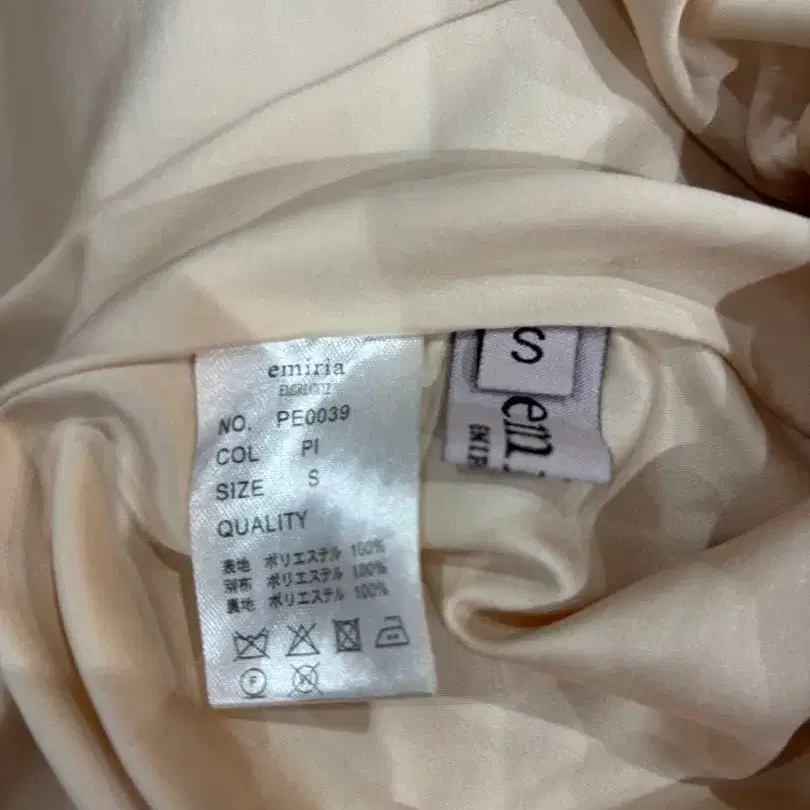 emiria
NO. PE0039
COL PI
SIZE S
QUALITY
表地 ポリエステル 100%
別布 ポリエステル 100%
裏地 ポリエステル 100%
F
S
em